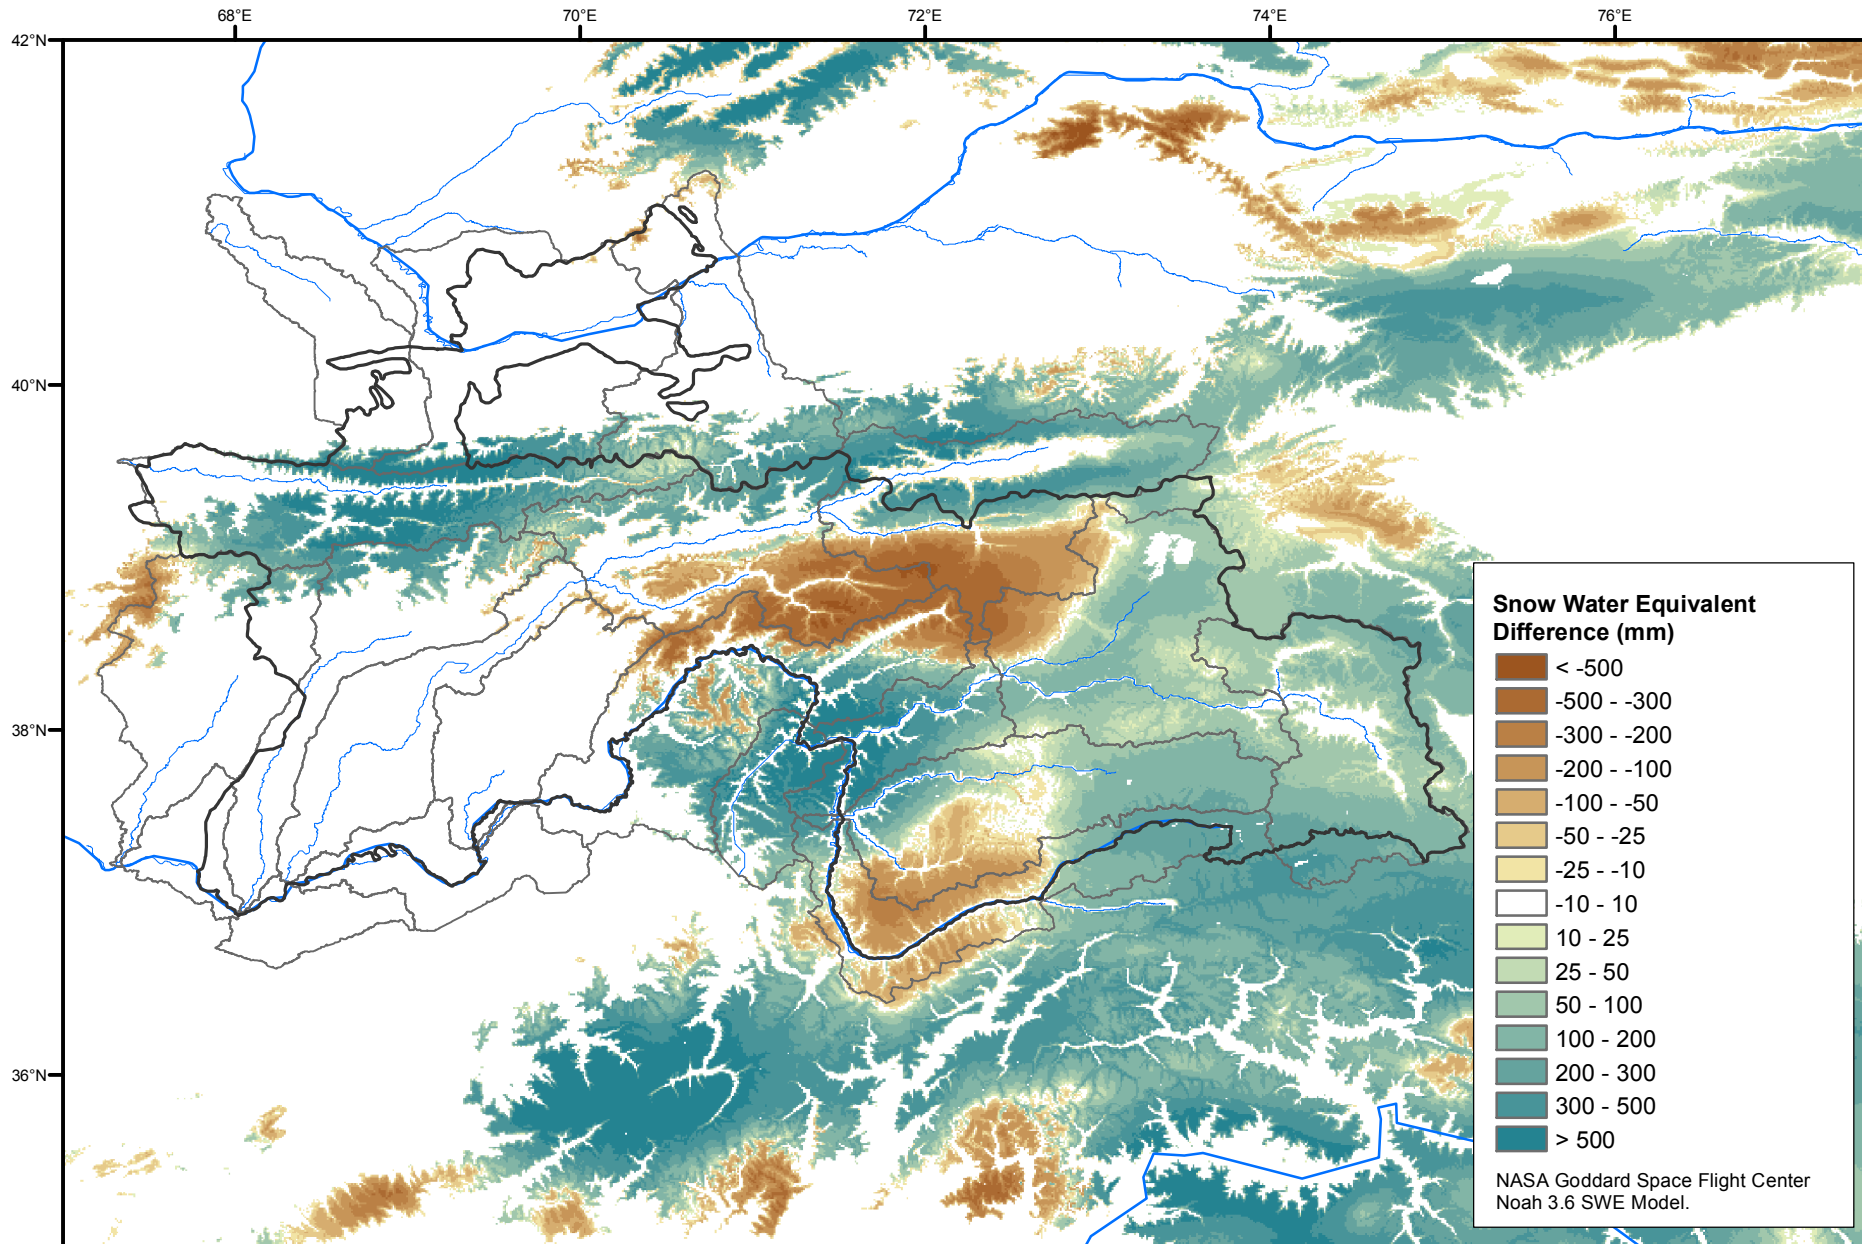 68°E 70°E 72°E 74°E 76°E
42°N
40°N
38°N
36°N
Snow Water Equivalent
Difference (mm)
< -500
-500 - -300
-300 - -200
-200 - -100
-100 - -50
-50 - -25
-25 - -10
-10 - 10
10 - 25
25 - 50
50 - 100
100 - 200
200 - 300
300 - 500
> 500
NASA Goddard Space Flight Center
Noah 3.6 SWE Model.